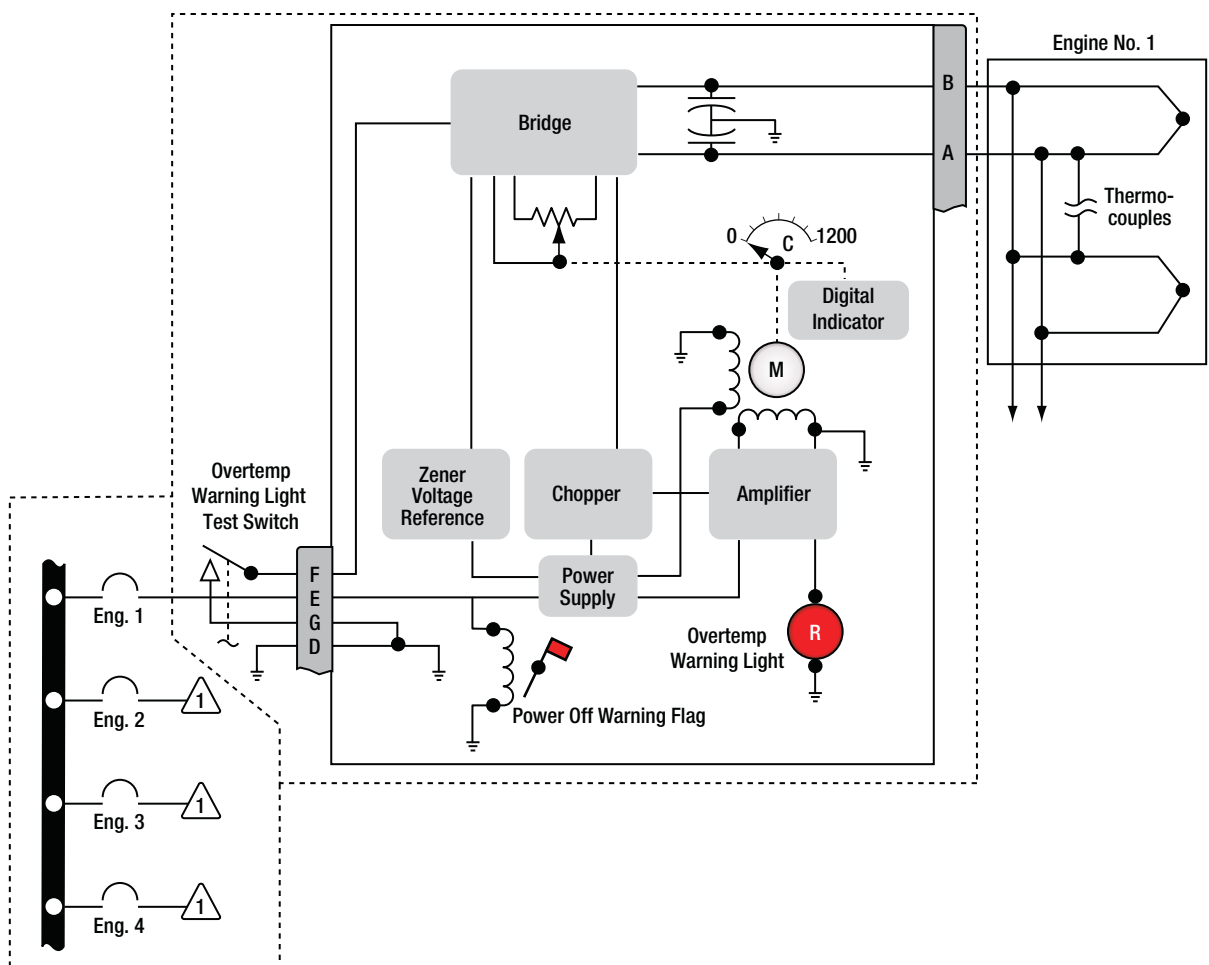 Engine No. 1
B
Bridge
A
Thermo-
couples
0
C
1200
Digital
Indicator
M
Overtemp
Warning Light
Test Switch
Zener
Voltage
Reference
Chopper
Amplifier
F
E
G
D
Power
Supply
Eng. 1
Overtemp
Warning Light
R
Power Off Warning Flag
1
Eng. 2
1
Eng. 3
1
Eng. 4